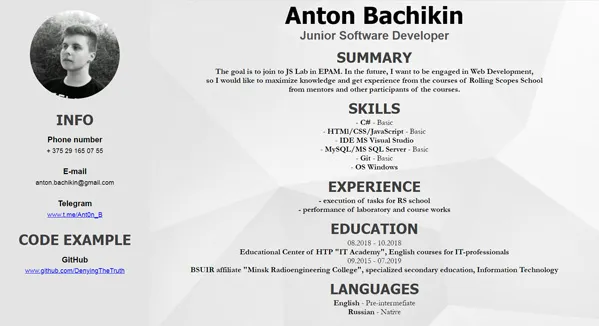 INFO
Phone number
+ 375 29 165 07 55
E-mail
anton.bachikin@gmail.com
Telegram
www.t.me/Ant0n_B
CODE EXAMPLE
GitHub
www.github.com/DenyingTheTruth
Anton Bachikin
Junior Software Developer
SUMMARY
The goal is to join to JS Lab in EPAM. In the future, I want to be engaged in Web Development,
so I would like to maximize knowledge and get experience from the courses of Rolling Scopes School
from mentors and other participants of the courses.
SKILLS
- C# - Basic
- HTMl/CSS/JavaScript - Basic
- IDE MS Visual Studio
- MySQL/MS SQL Server - Basic
- Git - Basic
- OS Windows
EXPERIENCE
- execution of tasks for RS school
- performance of laboratory and course works
EDUCATION
08.2018 - 10.2018
Educational Center of HTP "IT Academy", English courses for IT-professionals
09.2015 - 07.2019
BSUIR affiliate "Minsk Radioengineering College", specialized secondary education, Information Technology
LANGUAGES
English - Pre-intermefiate
Russian - Native